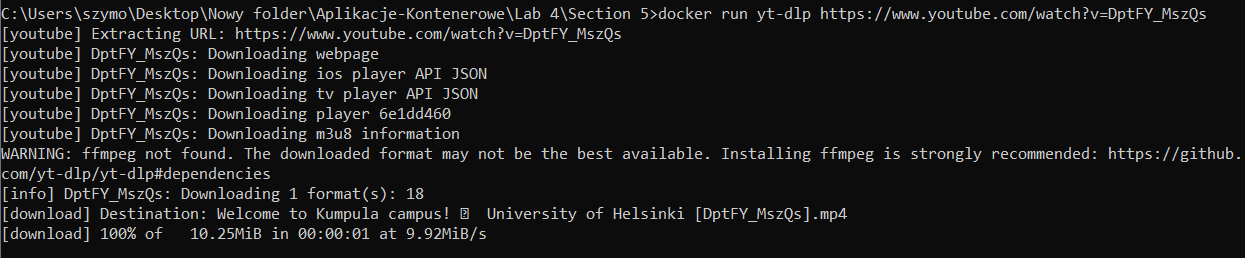 C:\Users\szymo\Desktop\Nowy folder\Aplikacje-Kontenerowe\Lab 4\Section 5>docker run yt-dlp https://www.youtube.com/watch?v=DptFY_MszQs
[youtube] Extracting URL: https://www.youtube.com/watch?v=DptFY_MszQs
[youtube] DptFY_MszQs: Downloading webpage
[youtube] DptFY_MszQs: Downloading ios player API JSON
[youtube] DptFY_MszQs: Downloading tv player API JSON
[youtube] DptFY_MszQs: Downloading player 6e1dd460
[youtube] DptFY_MszQs: Downloading m3u8 information
WARNING: ffmpeg not found. The downloaded format may not be the best available. Installing ffmpeg is strongly recommended: https://github.
com/yt-dlp/yt-dlp#dependencies
[info] DptFY_MszQs: Downloading 1 format(s): 18
[download] Destination: Welcome to Kumpula campus! ⍰  University of Helsinki [DptFY_MszQs].mp4
[download] 100% of   10.25MiB in 00:00:01 at 9.92MiB/s